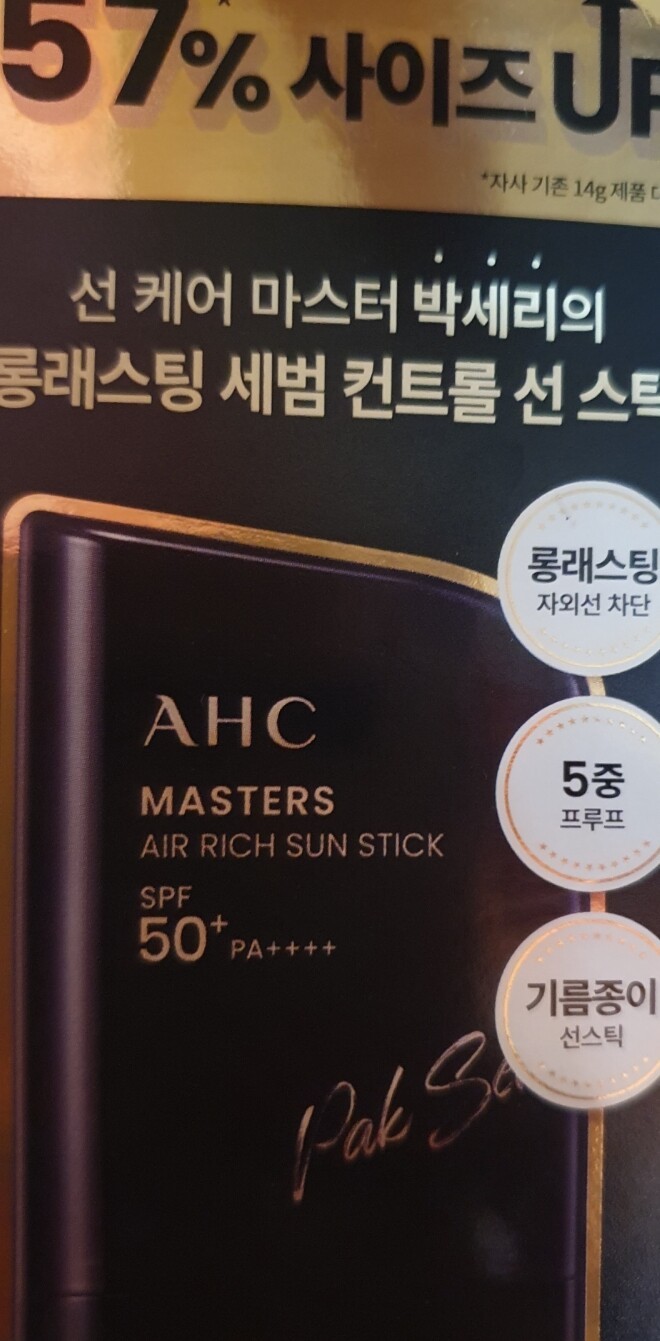 57%* 사이즈 UP
*자사 기존 14g 제품
선 케어 마스터 박세리의
롱래스팅 세범 컨트롤 선 스틱
롱래스팅
자외선 차단
AHC
MASTERS
AIR RICH SUN STICK
SPF
50+ PA++++
5중
프루프
기름종이
선스틱
Pak Se